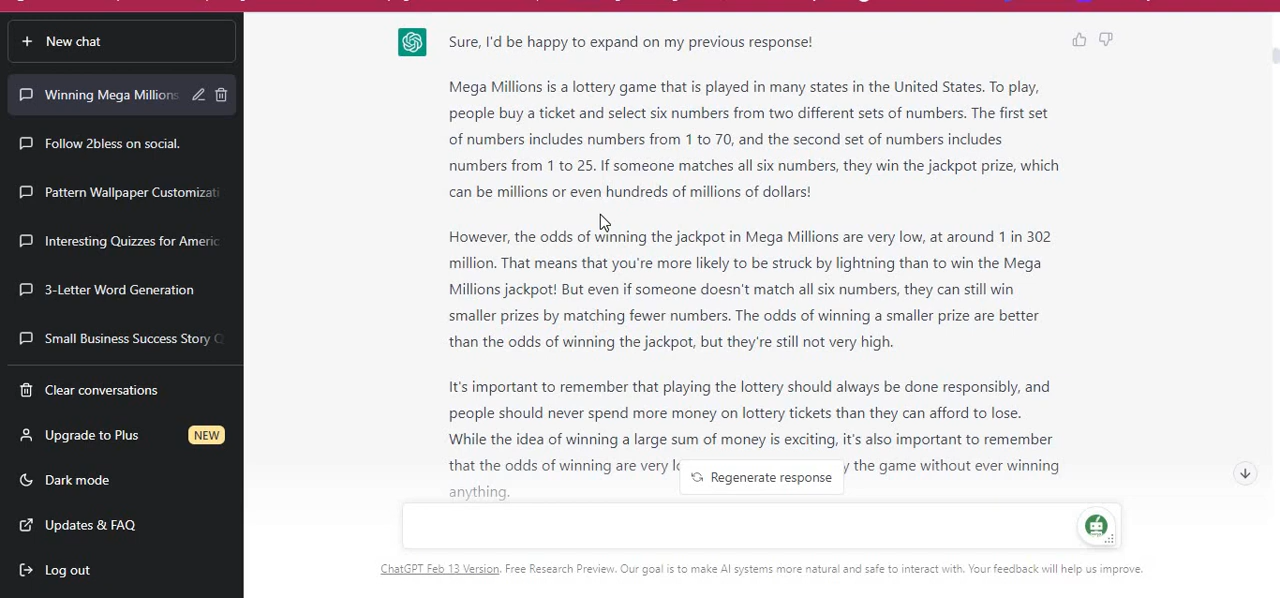 New chat
Winning Mega Millions
Follow 2bless on social.
Pattern Wallpaper Customizati
Interesting Quizzes for Americ
3-Letter Word Generation
Small Business Success Story Q
Clear conversations
Upgrade to Plus NEW
Dark mode
Updates & FAQ
Log out
Sure, I'd be happy to expand on my previous response!
Mega Millions is a lottery game that is played in many states in the United States. To play,
people buy a ticket and select six numbers from two different sets of numbers. The first set
of numbers includes numbers from 1 to 70, and the second set of numbers includes
numbers from 1 to 25. If someone matches all six numbers, they win the jackpot prize, which
can be millions or even hundreds of millions of dollars!
However, the odds of winning the jackpot in Mega Millions are very low, at around 1 in 302
million. That means that you're more likely to be struck by lightning than to win the Mega
Millions jackpot! But even if someone doesn't match all six numbers, they can still win
smaller prizes by matching fewer numbers. The odds of winning a smaller prize are better
than the odds of winning the jackpot, but they're still not very high.
It's important to remember that playing the lottery should always be done responsibly, and
people should never spend more money on lottery tickets than they can afford to lose.
While the idea of winning a large sum of money is exciting, it's also important to remember
that the odds of winning are very lo y the game without ever winning
anything.
Regenerate response
ChatGPT Feb 13 Version. Free Research Preview. Our goal is to make AI systems more natural and safe to interact with. Your feedback will help us improve.